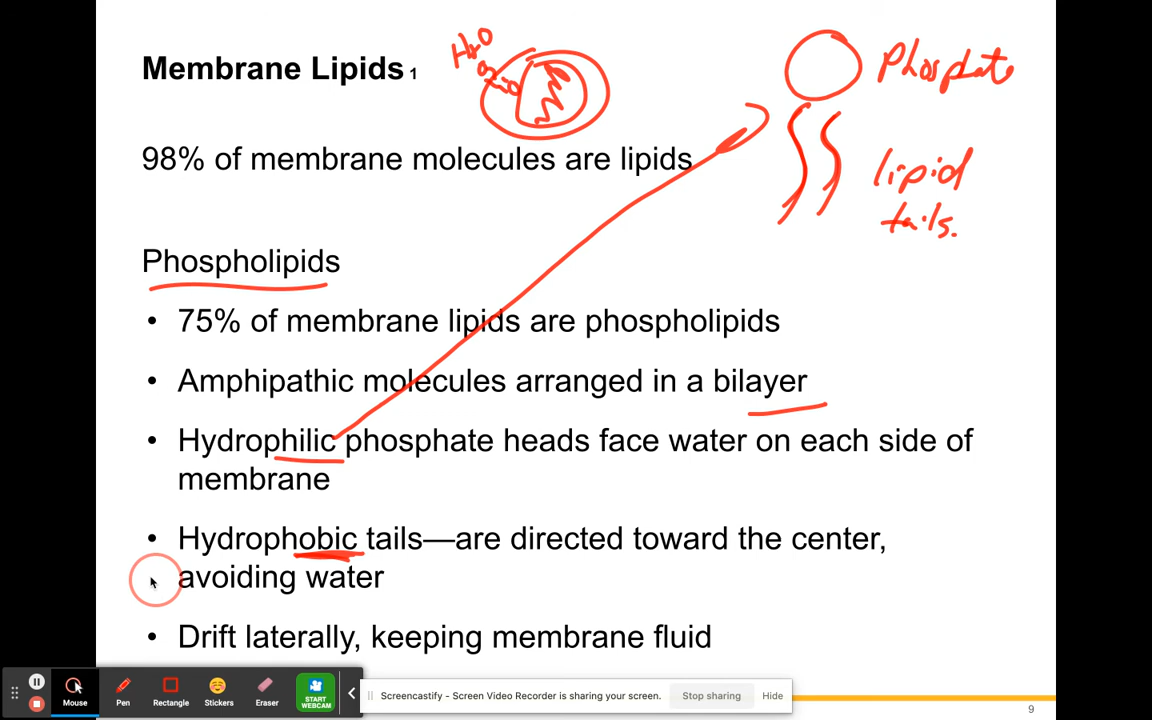 Membrane Lipids 1
H2O
98% of membrane molecules are lipids
Phosphate
lipid
tails.
Phospholipids
• 75% of membrane lipids are phospholipids
• Amphipathic molecules arranged in a bilayer
• Hydrophilic phosphate heads face water on each side of
membrane
• Hydrophobic tails—are directed toward the center,
avoiding water
• Drift laterally, keeping membrane fluid
Mouse
Pen
Rectangle
Stickers
Eraser
START
WEBCAM
Screencastify - Screen Video Recorder is sharing your screen.
Stop sharing
Hide
9